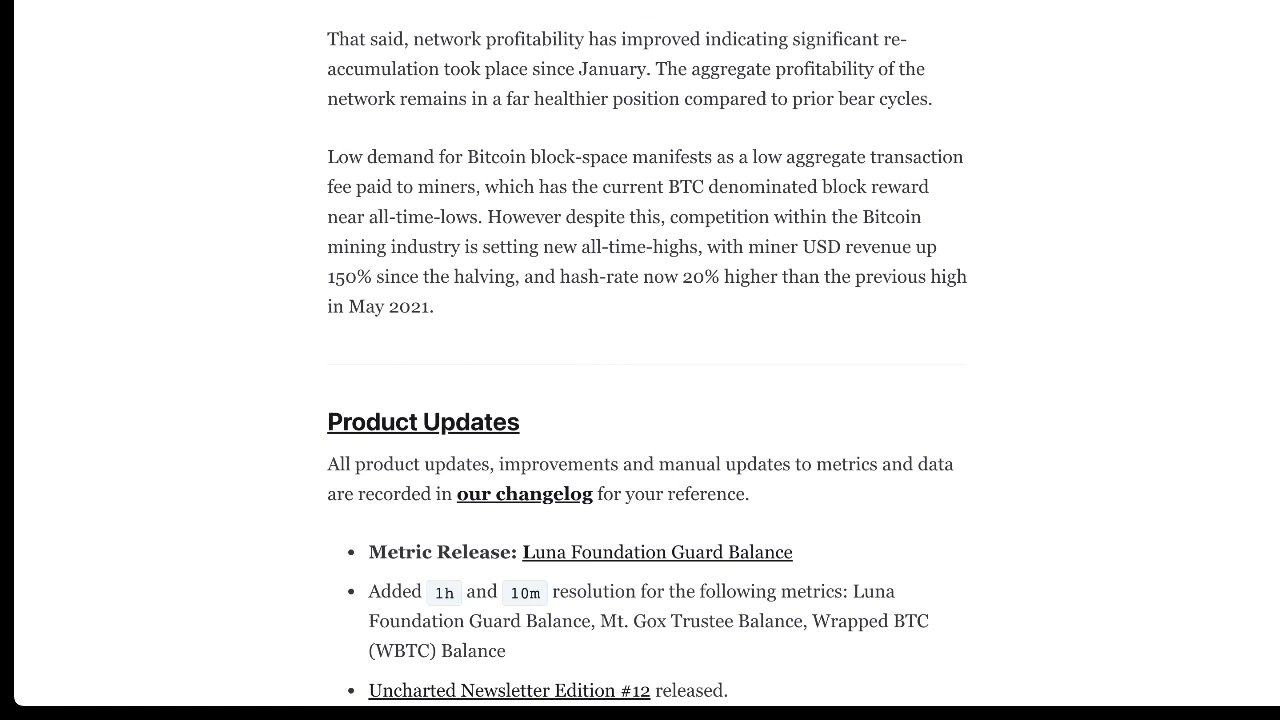 That said, network profitability has improved indicating significant re-
accumulation took place since January. The aggregate profitability of the
network remains in a far healthier position compared to prior bear cycles.
Low demand for Bitcoin block-space manifests as a low aggregate transaction
fee paid to miners, which has the current BTC denominated block reward
near all-time-lows. However despite this, competition within the Bitcoin
mining industry is setting new all-time-highs, with miner USD revenue up
150% since the halving, and hash-rate now 20% higher than the previous high
in May 2021.
Product Updates
All product updates, improvements and manual updates to metrics and data
are recorded in our changelog for your reference.
• Metric Release: Luna Foundation Guard Balance
• Added 1h and 10m resolution for the following metrics: Luna
Foundation Guard Balance, Mt. Gox Trustee Balance, Wrapped BTC
(WBTC) Balance
• Uncharted Newsletter Edition #12 released.